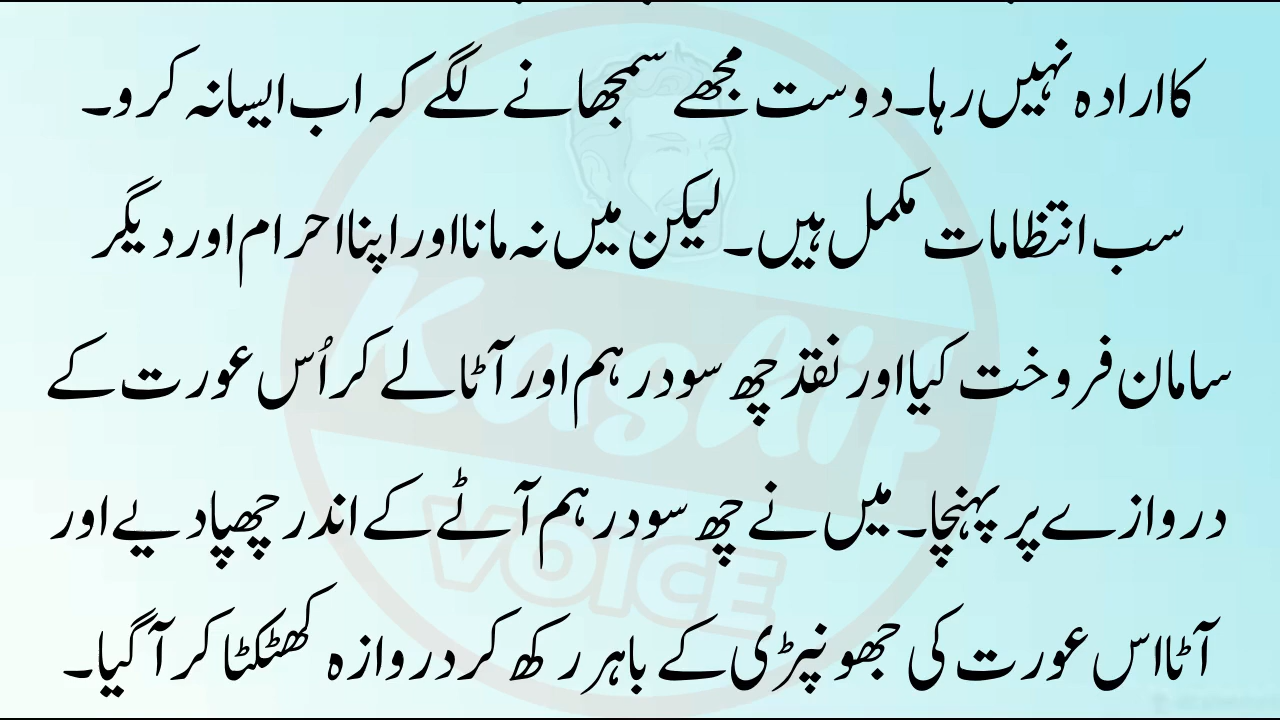 کا ارادہ نہیں رہا۔ دوست مجھے سمجھانے لگے کہ اب ایسا نہ کرو۔
سب انتظامات مکمل ہیں۔ لیکن میں نہ مانا اور اپنا احرام اور دیگر
سامان فروخت کیا اور نقد چھ سو درہم اور آٹا لے کر اُس عورت کے
دروازے پر پہنچا۔ میں نے چھ سو درہم آٹے کے اندر چھپا دیے اور
آٹا اس عورت کی جھونپڑی کے باہر رکھ کر دروازہ کھٹکٹا کر آ گیا۔
Kashif
VOICE